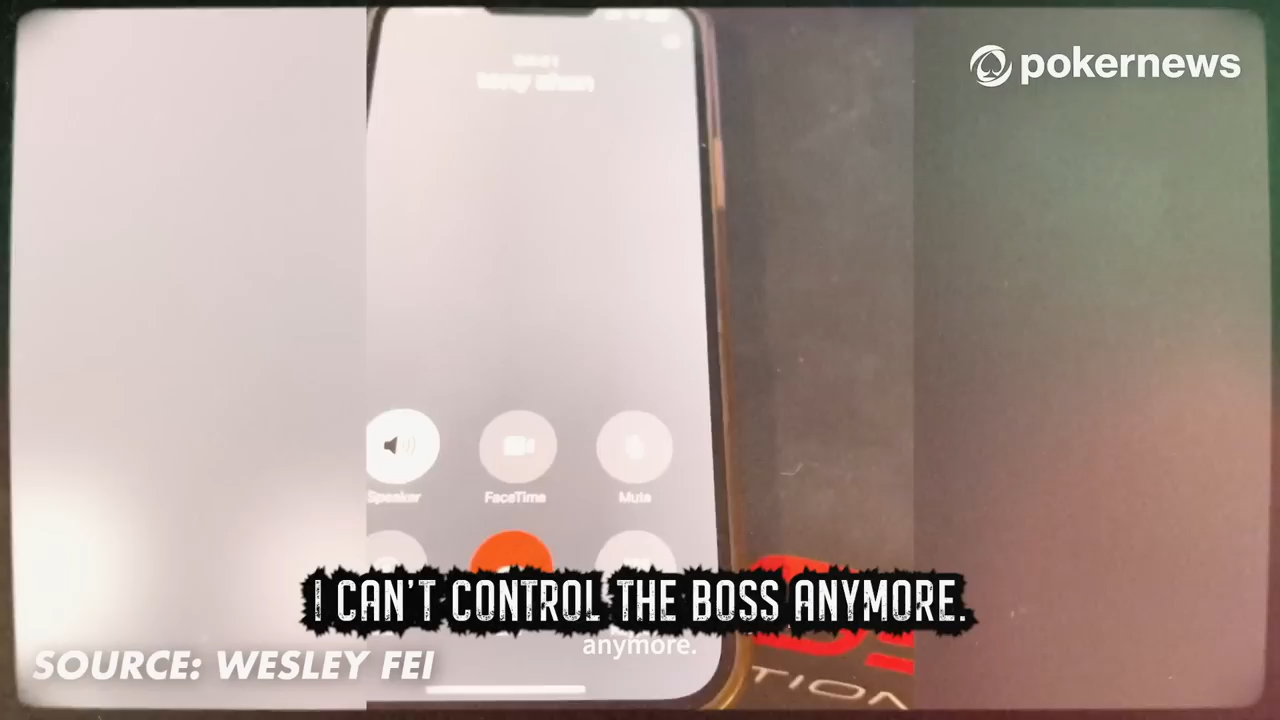 pokernews
Speaker
FaceTime
Mute
I CAN'T CONTROL THE BOSS ANYMORE.
anymore.
SOURCE: WESLEY FEI
TION